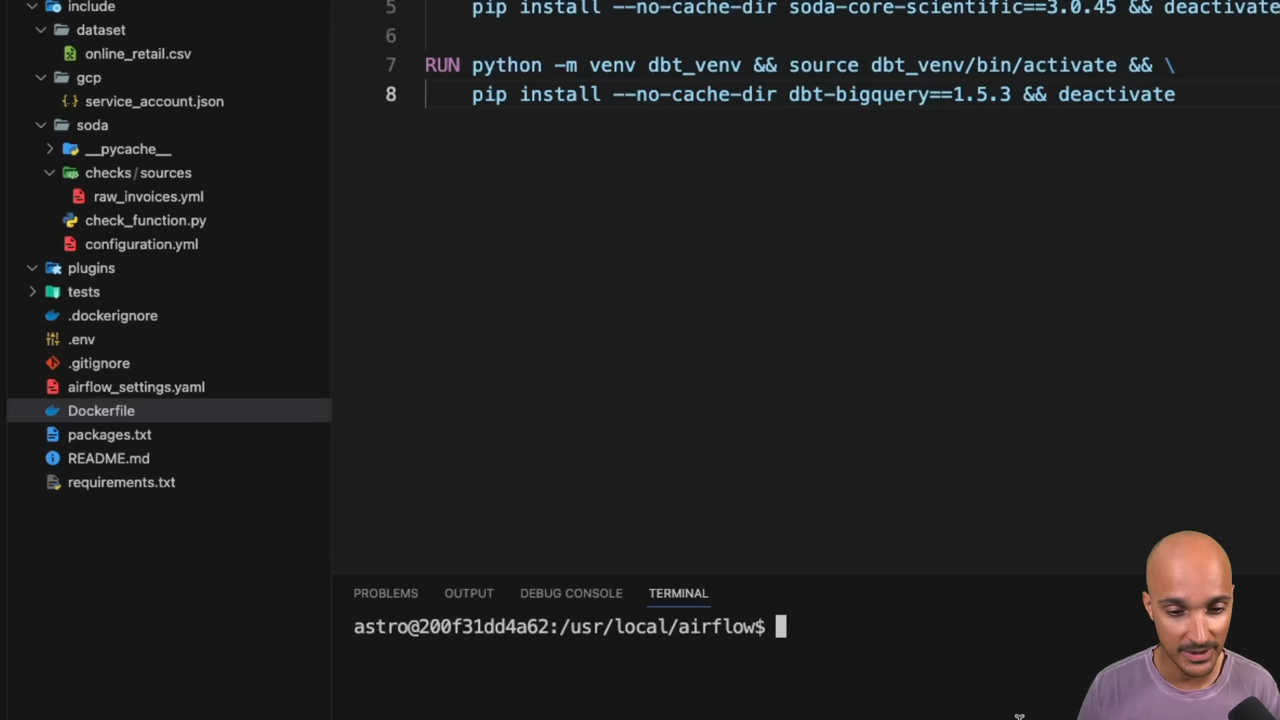 include
dataset
online_retail.csv
gcp
service_account.json
soda
__pycache__
checks/sources
raw_invoices.yml
check_function.py
configuration.yml
plugins
tests
.dockerignore
.env
.gitignore
airflow_settings.yaml
Dockerfile
packages.txt
README.md
requirements.txt
5 pip install --no-cache-dir soda-core-scientific==3.0.45 && deactivate
6
7 RUN python -m venv dbt_venv && source dbt_venv/bin/activate && \
8 pip install --no-cache-dir dbt-bigquery==1.5.3 && deactivate
PROBLEMS OUTPUT DEBUG CONSOLE TERMINAL
astro@200f31dd4a62:/usr/local/airflow$